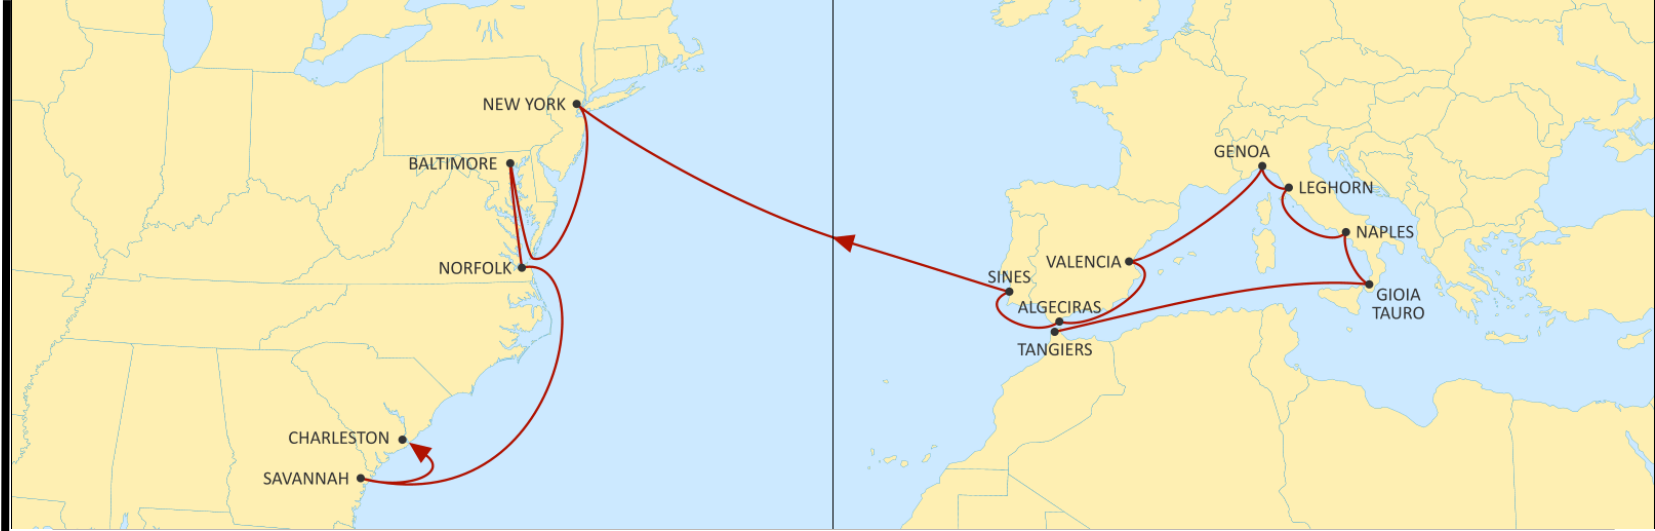 NEW YORK
BALTIMORE
NORFOLK
CHARLESTON
SAVANNAH
GENOA
LEGHORN
NAPLES
VALENCIA
SINES
ALGECIRAS
GIOIA
TAURO
TANGIERS